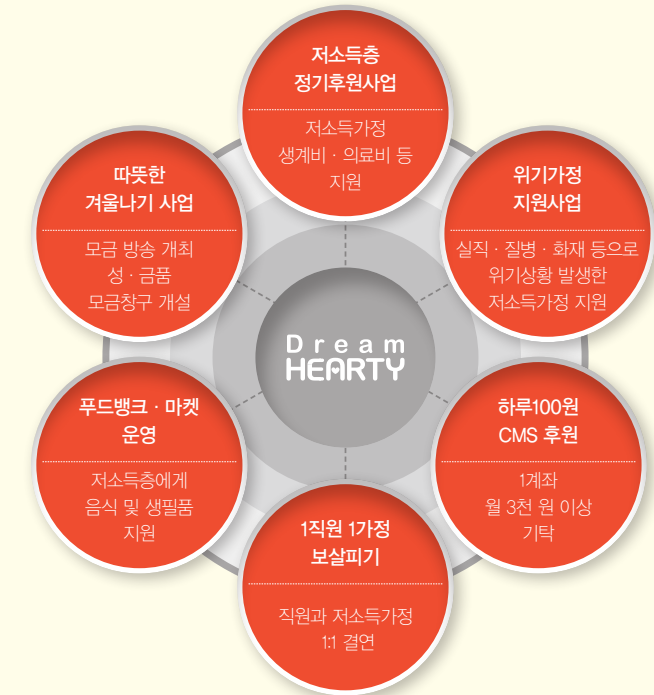 저소득층
정기후원사업
저소득가정
생계비 · 의료비 등
지원
위기가정
지원사업
실직 · 질병 · 화재 등으로
위기상황 발생한
저소득가정 지원
하루100원
CMS 후원
1계좌
월 3천 원 이상
기탁
1직원 1가정
보살피기
직원과 저소득가정
1:1 결연
푸드뱅크 · 마켓
운영
저소득층에게
음식 및 생필품
지원
따뜻한
겨울나기 사업
모금 방송 개최
성 · 금품
모금창구 개설
Dream
HEARTY